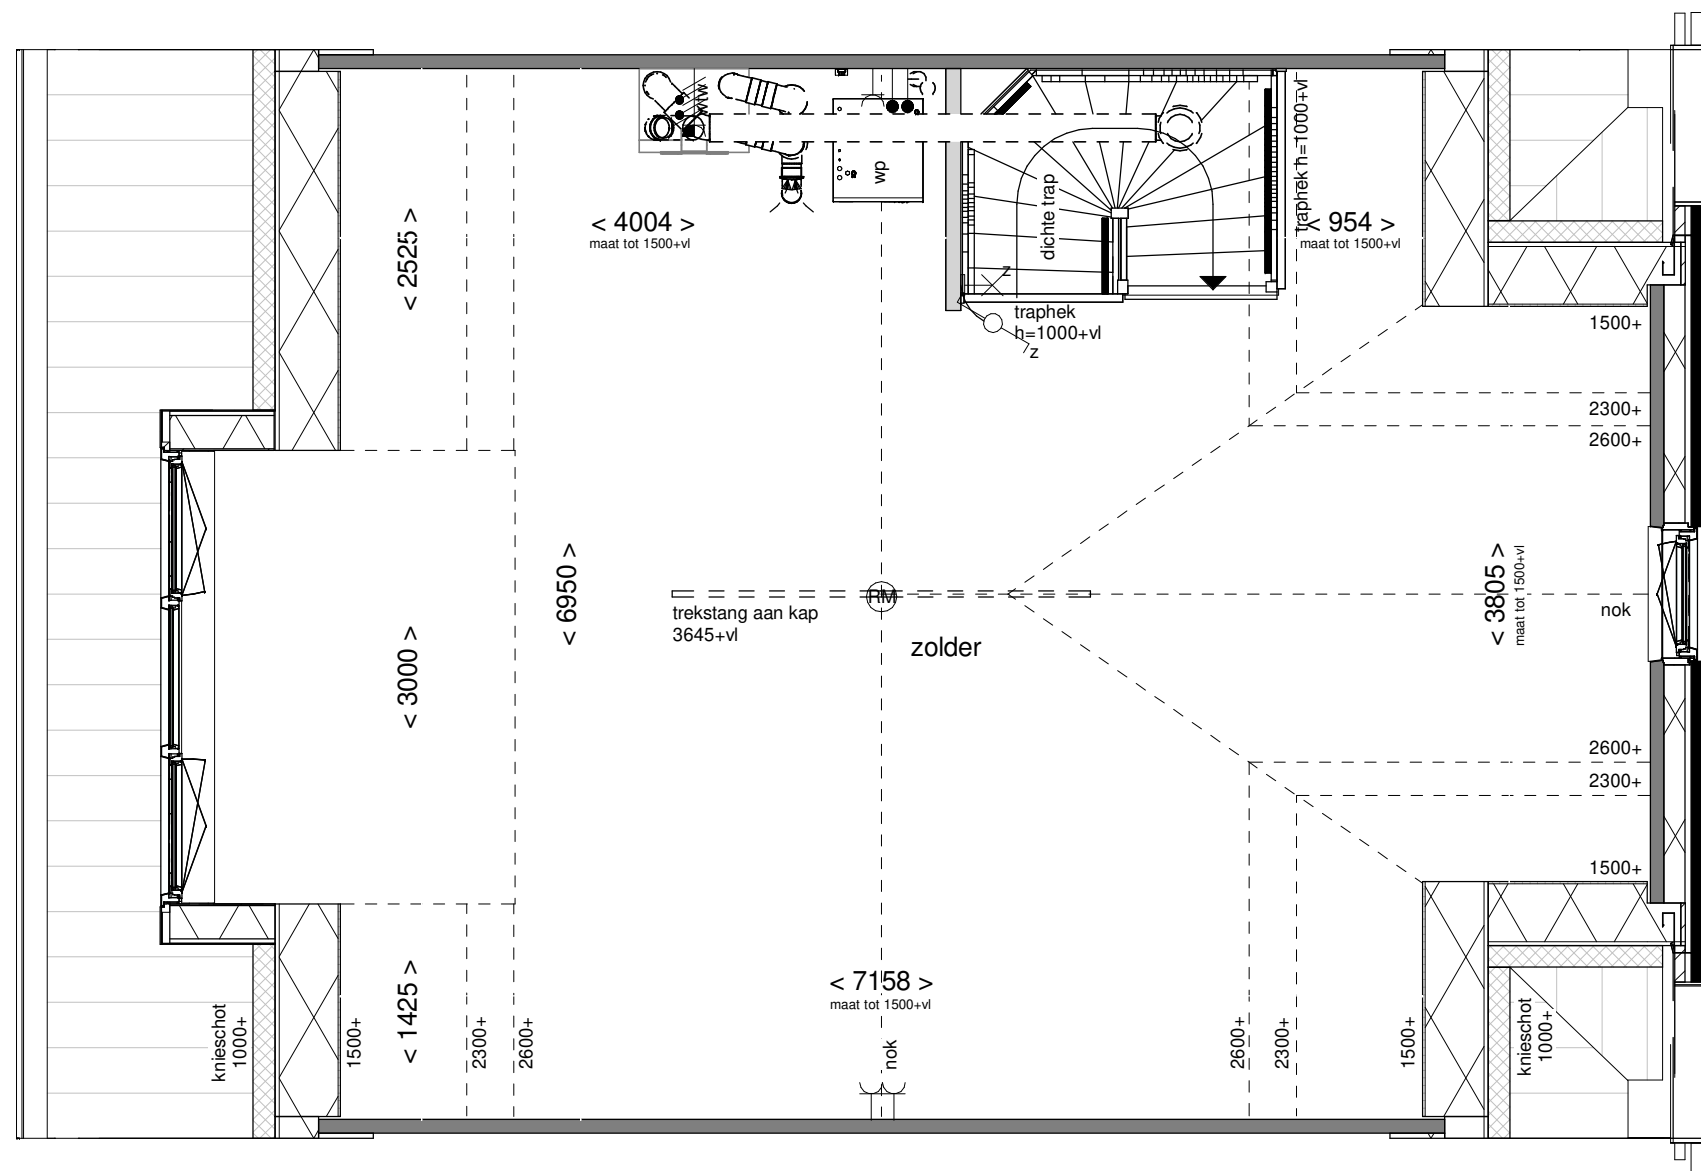 WTW
wp
dichte trap
traphek h=1000+vl
< 2525 >
< 4004 >
maat tot 1500+vl
< 954 >
maat tot 1500+vl
z
traphek
h=1000+vl
z
1500+
2300+
2600+
< 6950 >
RM
trekstang aan kap
3645+vl
zolder
< 3805 >
maat tot 1500+vl
nok
< 3000 >
2600+
2300+
1500+
< 7158 >
maat tot 1500+vl
knieschot
1000+
1500+
< 1425 >
2300+
2600+
nok
2600+
2300+
1500+
knieschot
1000+